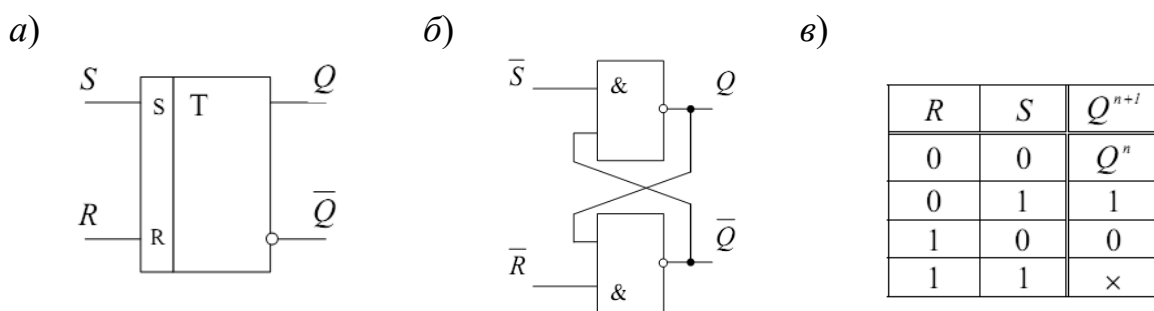 а) б) в)
S S T Q
R R Q̅
S̅ & Q
R̅ & Q̅
R S Qⁿ⁺¹
0 0 Qⁿ
0 1 1
1 0 0
1 1 ×